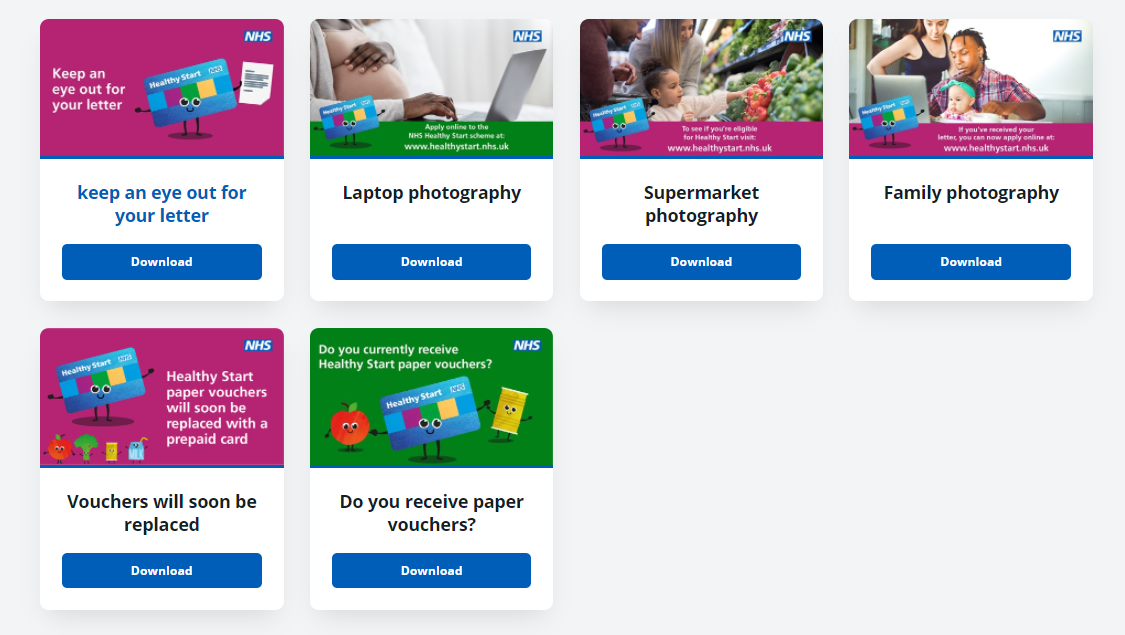 NHS
Keep an
eye out for
your letter
Healthy Start
keep an eye out for
your letter
Download
NHS
Healthy Start
Apply online to the
NHS Healthy Start scheme at:
www.healthystart.nhs.uk
Laptop photography
Download
NHS
Healthy Start
To see if you're eligible
for Healthy Start visit:
www.healthystart.nhs.uk
Supermarket
photography
Download
NHS
Healthy Start
If you've received your
letter, you can now apply online at:
www.healthystart.nhs.uk
Family photography
Download
NHS
Healthy Start
NHS
Healthy Start
paper vouchers
will soon be
replaced with a
prepaid card
Vouchers will soon be
replaced
Download
NHS
Do you currently receive
Healthy Start paper vouchers?
Healthy Start
NHS
Do you receive paper
vouchers?
Download